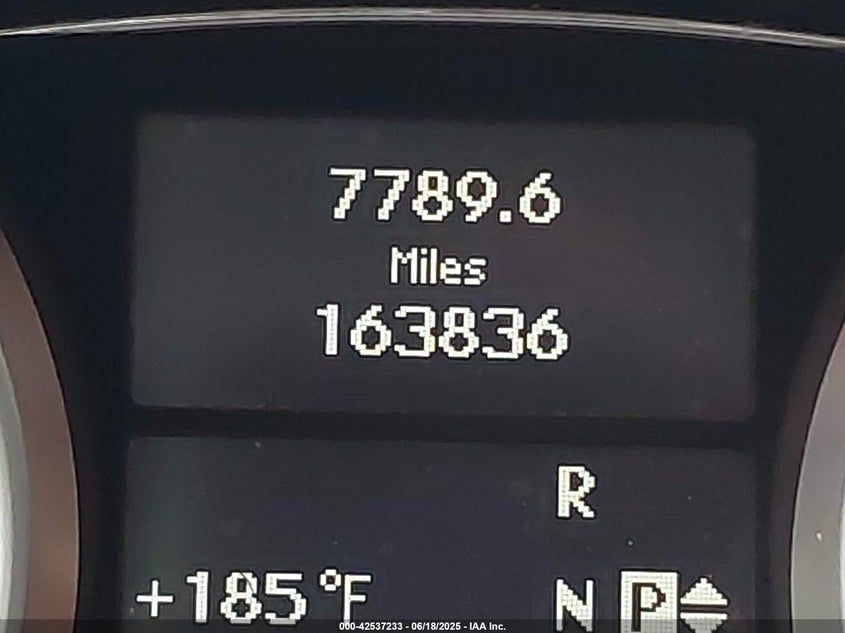 7789.6
Miles
163836
R
+185°F N P
000-42537233 - 06/18/2025 - IAA Inc.